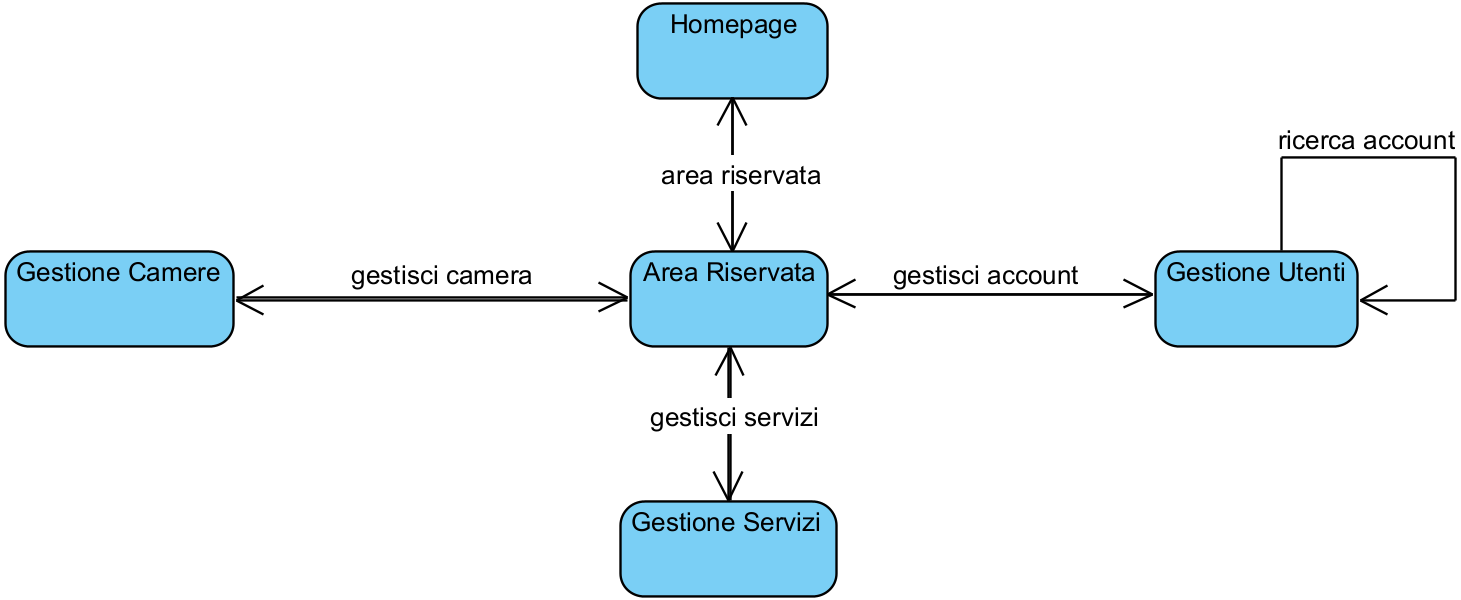 Homepage
ricerca account
area riservata
Gestione Camere
gestisci camera
Area Riservata
gestisci account
Gestione Utenti
gestisci servizi
Gestione Servizi